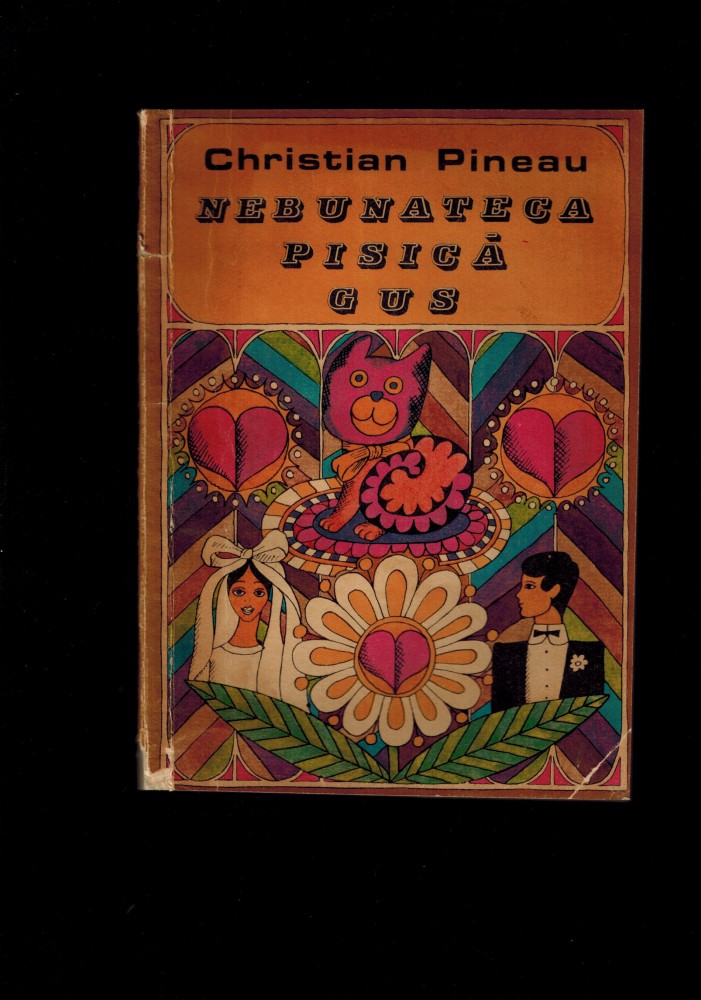 Christian Pineau
NEBUNATECA
PISICĂ
GUS